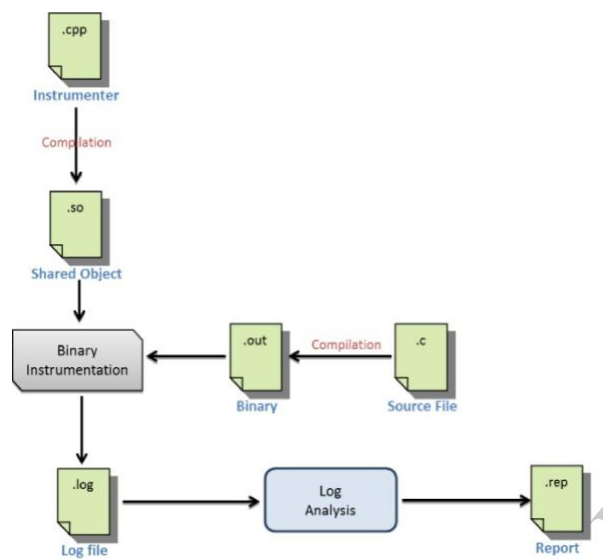 .cpp
Instrumenter
Compilation
.so
Shared Object
Binary
Instrumentation
.out
Binary
Compilation
.c
Source File
.log
Log file
Log
Analysis
.rep
Report